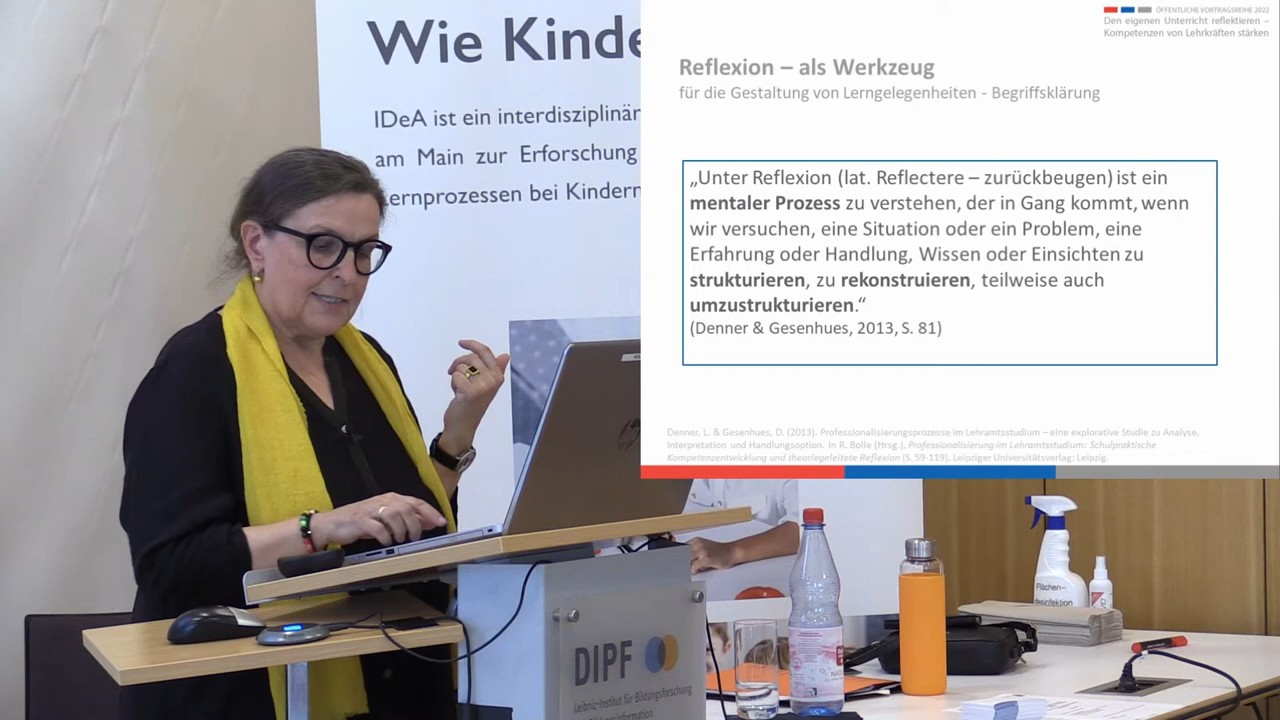 Wie Kinde
IDeA ist ein interdisziplinär
am Main zur Erforschung
ernprozessen bei Kindern
ÖFFENTLICHE VORTRAGSREIHE 2022
Den eigenen Unterricht reflektieren –
Kompetenzen von Lehrkräften stärken
Reflexion – als Werkzeug
für die Gestaltung von Lerngelegenheiten - Begriffsklärung
„Unter Reflexion (lat. Reflectere – zurückbeugen) ist ein
mentaler Prozess zu verstehen, der in Gang kommt, wenn
wir versuchen, eine Situation oder ein Problem, eine
Erfahrung oder Handlung, Wissen oder Einsichten zu
strukturieren, zu rekonstruieren, teilweise auch
umzustrukturieren.“
(Denner & Gesenhues, 2013, S. 81)
Denner, L. & Gesenhues, D. (2013). Professionalisierungsprozesse im Lehramtsstudium – eine explorative Studie zu Analyse,
Interpretation und Handlungsoption. In R. Bolle (Hrsg.), Professionalisierung im Lehramtsstudium: Schulpraktische
Kompetenzentwicklung und theoriegeleitete Reflexion (S. 59-119). Leipziger Universitätsverlag: Leipzig.
hp
DIPF
Leibniz-Institut für Bildungsforschung
Bildungsinformation
Flächen-
desinfektion